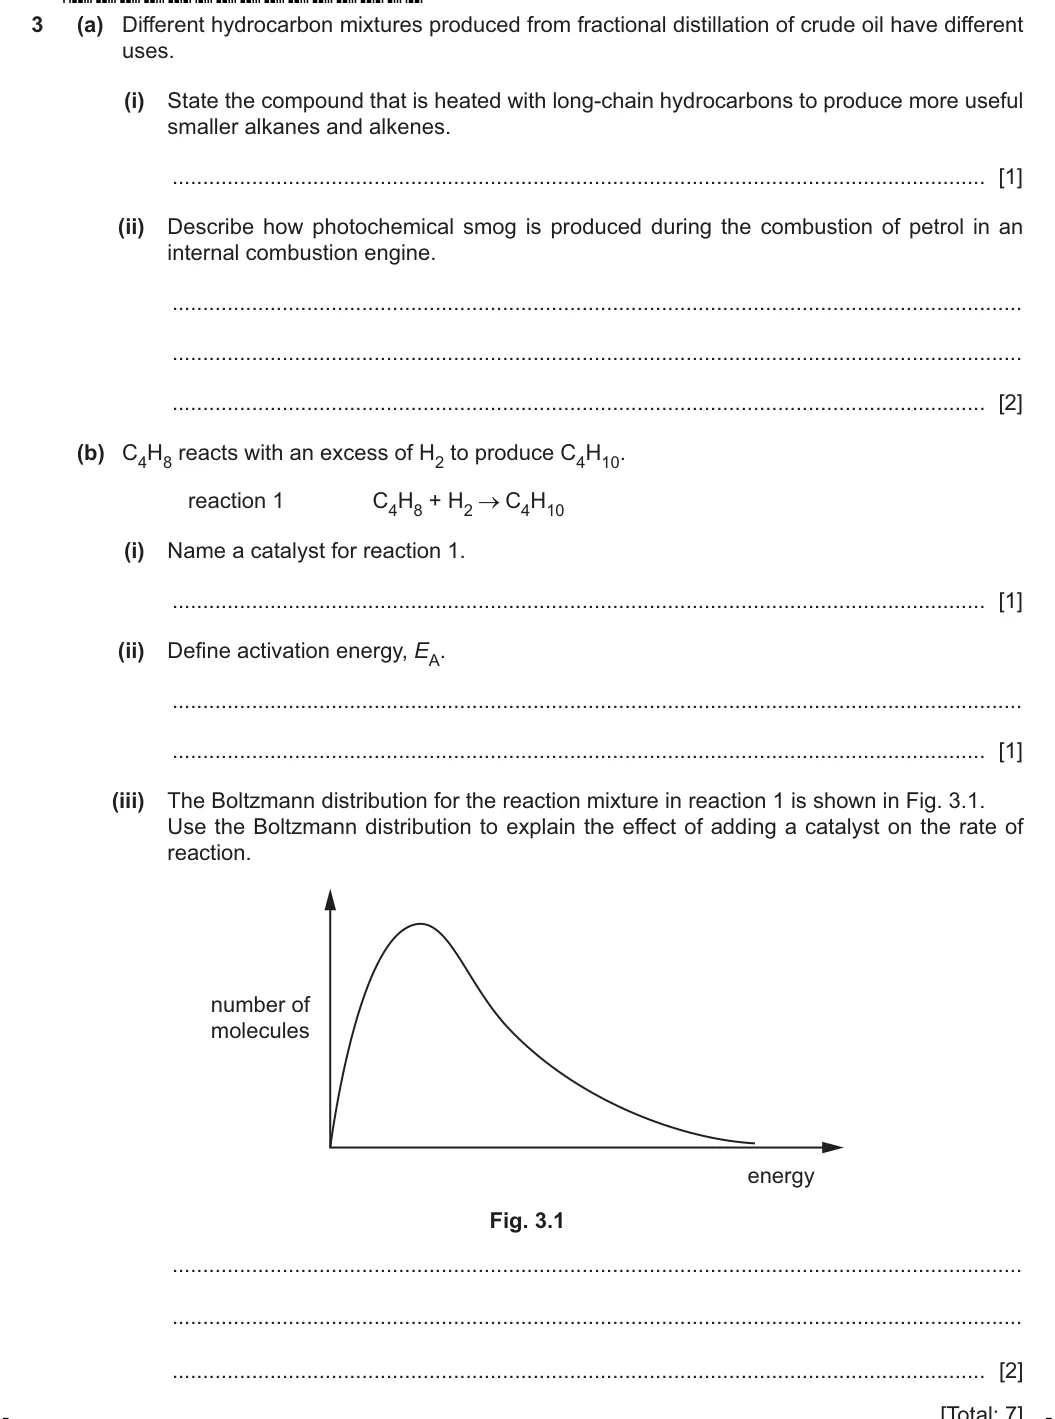 3 (a) Different hydrocarbon mixtures produced from fractional distillation of crude oil have different
uses.
(i) State the compound that is heated with long-chain hydrocarbons to produce more useful
smaller alkanes and alkenes.
.......................................................................................................................................... [1]
(ii) Describe how photochemical smog is produced during the combustion of petrol in an
internal combustion engine.
..........................................................................................................................................
..........................................................................................................................................
.......................................................................................................................................... [2]
(b) C₄H₈ reacts with an excess of H₂ to produce C₄H₁₀.
reaction 1 C₄H₈ + H₂ → C₄H₁₀
(i) Name a catalyst for reaction 1.
.......................................................................................................................................... [1]
(ii) Define activation energy, Eᴀ.
..........................................................................................................................................
.......................................................................................................................................... [1]
(iii) The Boltzmann distribution for the reaction mixture in reaction 1 is shown in Fig. 3.1.
Use the Boltzmann distribution to explain the effect of adding a catalyst on the rate of
reaction.
number of
molecules
energy
Fig. 3.1
..........................................................................................................................................
..........................................................................................................................................
.......................................................................................................................................... [2]
[Total: 7]